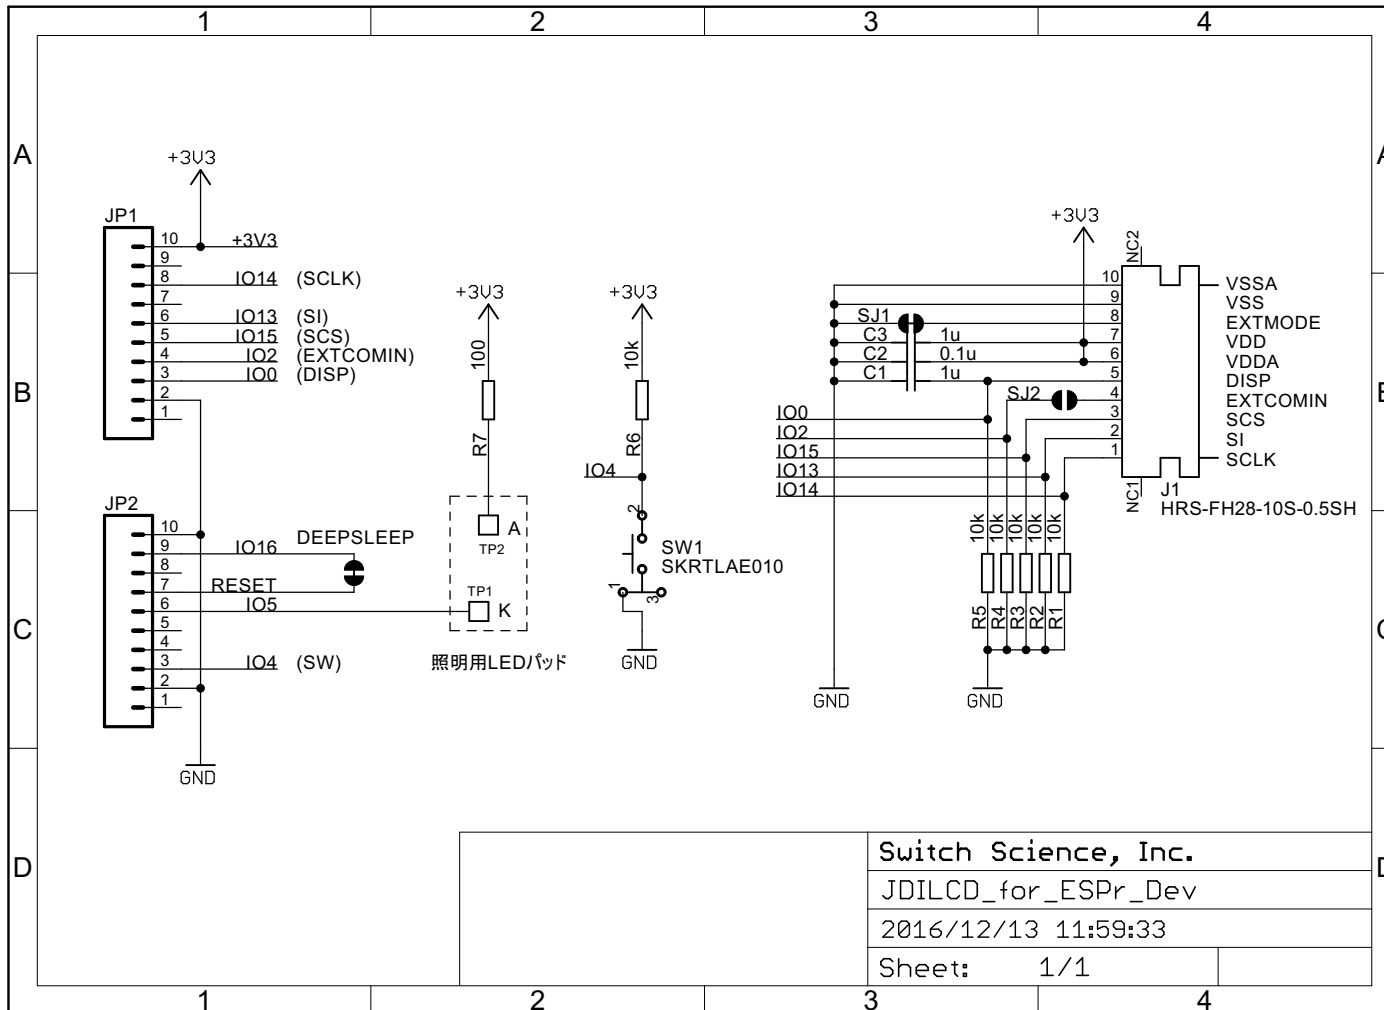 1 2 3 4
A A
B B
C C
D D
1 2 3 4
+3V3
JP1
10 +3V3
9
8 IO14 (SCLK)
7
6 IO13 (SI)
5 IO15 (SCS)
4 IO2 (EXTCOMIN)
3 IO0 (DISP)
2
1
JP2
10
9 IO16 DEEPSLEEP
8
7 RESET
6 IO5
5
4
3 IO4 (SW)
2
1
GND
+3V3
100
R7
A
TP2
TP1
K
照明用LEDパッド
+3V3
10k
R6
IO4
2
SW1
SKRTLAE010
1
3
GND
+3V3
NC2
10 VSSA
9 VSS
SJ1 8 EXTMODE
C3 1u 7 VDD
C2 0.1u 6 VDDA
C1 1u 5 DISP
SJ2 4 EXTCOMIN
3 SCS
2 SI
1 SCLK
IO0
IO2
IO15
IO13
IO14
NC1
J1
HRS-FH28-10S-0.5SH
10k 10k 10k 10k 10k
R5 R4 R3 R2 R1
GND
GND
Switch Science, Inc.
JDILCD_for_ESPr_Dev
2016/12/13 11:59:33
Sheet: 1/1